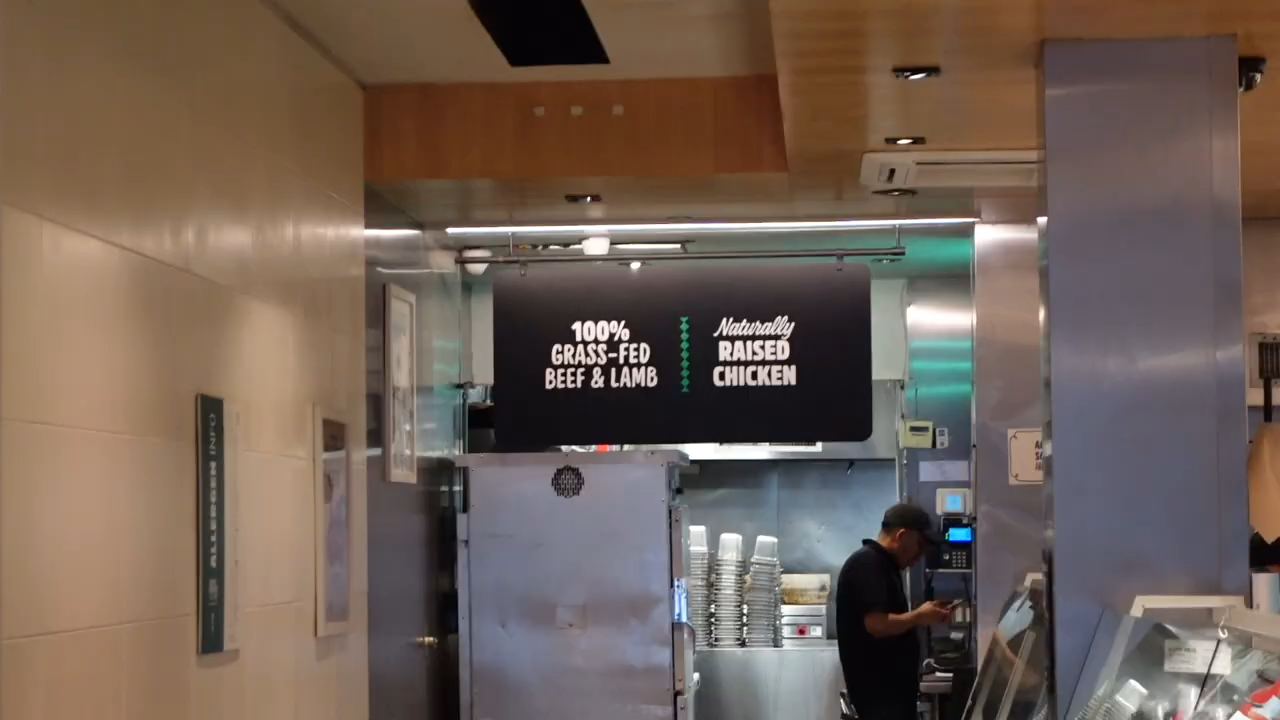 100%
GRASS-FED
BEEF & LAMB
Naturally
RAISED
CHICKEN
ALLERGEN INFO